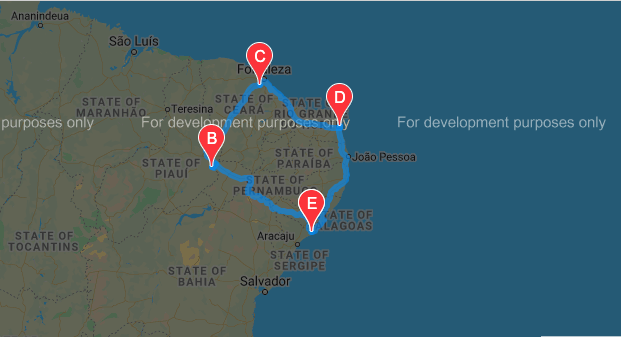 Ananindeua
São Luís
C
Fortaleza
STATE OF
MARANHÃO
Teresina
STATE OF
CEARÁ
STATE OF
RIO GRAN
D
purposes only
For development purposes only
For development purposes only
B
STATE OF
PIAUÍ
STATE OF
PARAÍBA
João Pessoa
STATE OF
PERNAMBUCO
E
STATE OF
ALAGOAS
STATE OF
TOCANTINS
Aracaju
STATE OF
SERGIPE
STATE OF
BAHIA
Salvador